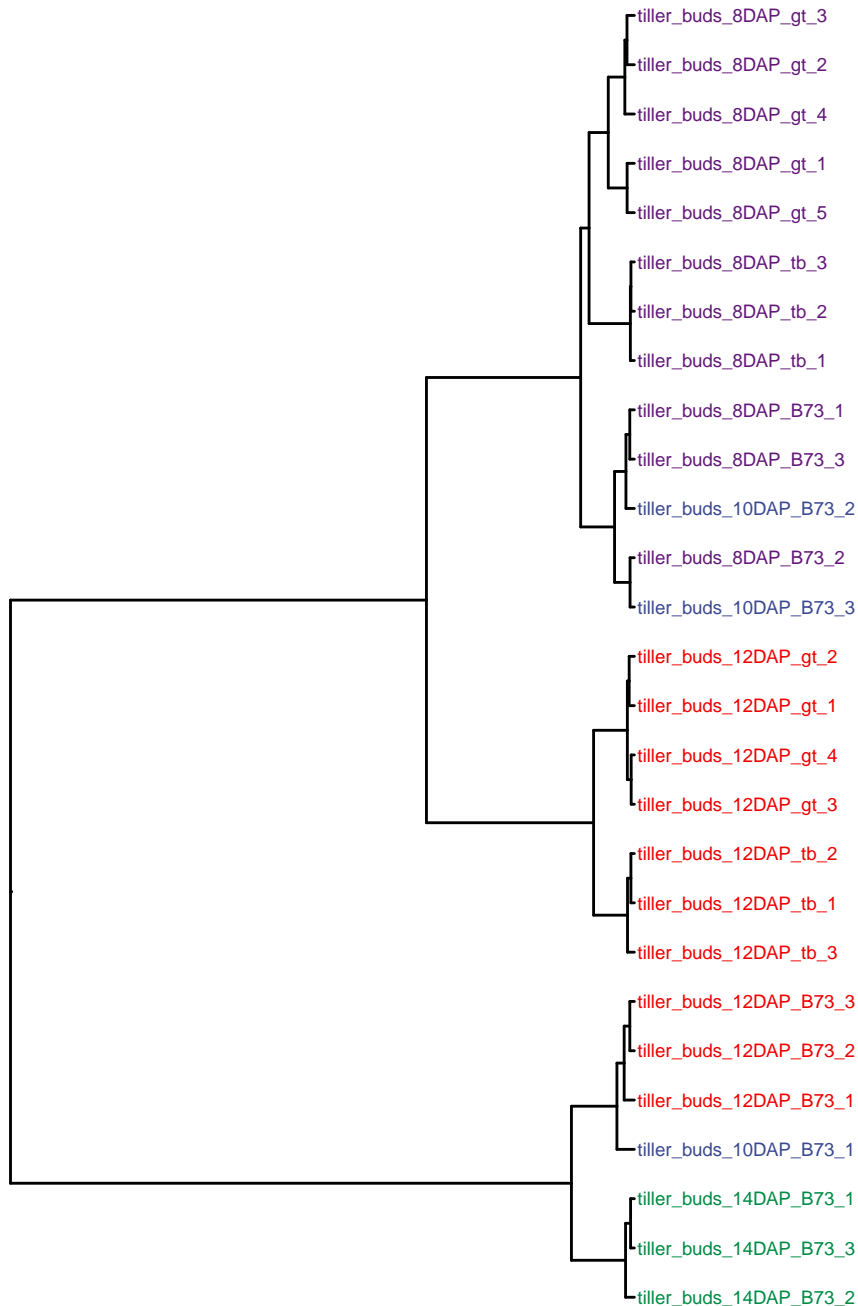 tiller_buds_8DAP_gt_3
tiller_buds_8DAP_gt_2
tiller_buds_8DAP_gt_4
tiller_buds_8DAP_gt_1
tiller_buds_8DAP_gt_5
tiller_buds_8DAP_tb_3
tiller_buds_8DAP_tb_2
tiller_buds_8DAP_tb_1
tiller_buds_8DAP_B73_1
tiller_buds_8DAP_B73_3
tiller_buds_10DAP_B73_2
tiller_buds_8DAP_B73_2
tiller_buds_10DAP_B73_3
tiller_buds_12DAP_gt_2
tiller_buds_12DAP_gt_1
tiller_buds_12DAP_gt_4
tiller_buds_12DAP_gt_3
tiller_buds_12DAP_tb_2
tiller_buds_12DAP_tb_1
tiller_buds_12DAP_tb_3
tiller_buds_12DAP_B73_3
tiller_buds_12DAP_B73_2
tiller_buds_12DAP_B73_1
tiller_buds_10DAP_B73_1
tiller_buds_14DAP_B73_1
tiller_buds_14DAP_B73_3
tiller_buds_14DAP_B73_2